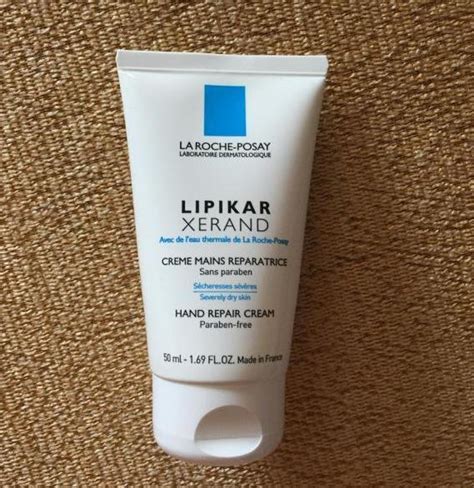 LA ROCHE-POSAY
LABORATOIRE DERMATOLOGIQUE
LIPIKAR
XERAND
Avec de l'eau thermale de La Roche-Posay
CREME MAINS REPARATRICE
Sans paraben
Sécheresses sévères
Severely dry skin
HAND REPAIR CREAM
Paraben-free
50 ml - 1.69 FL.OZ. Made in France